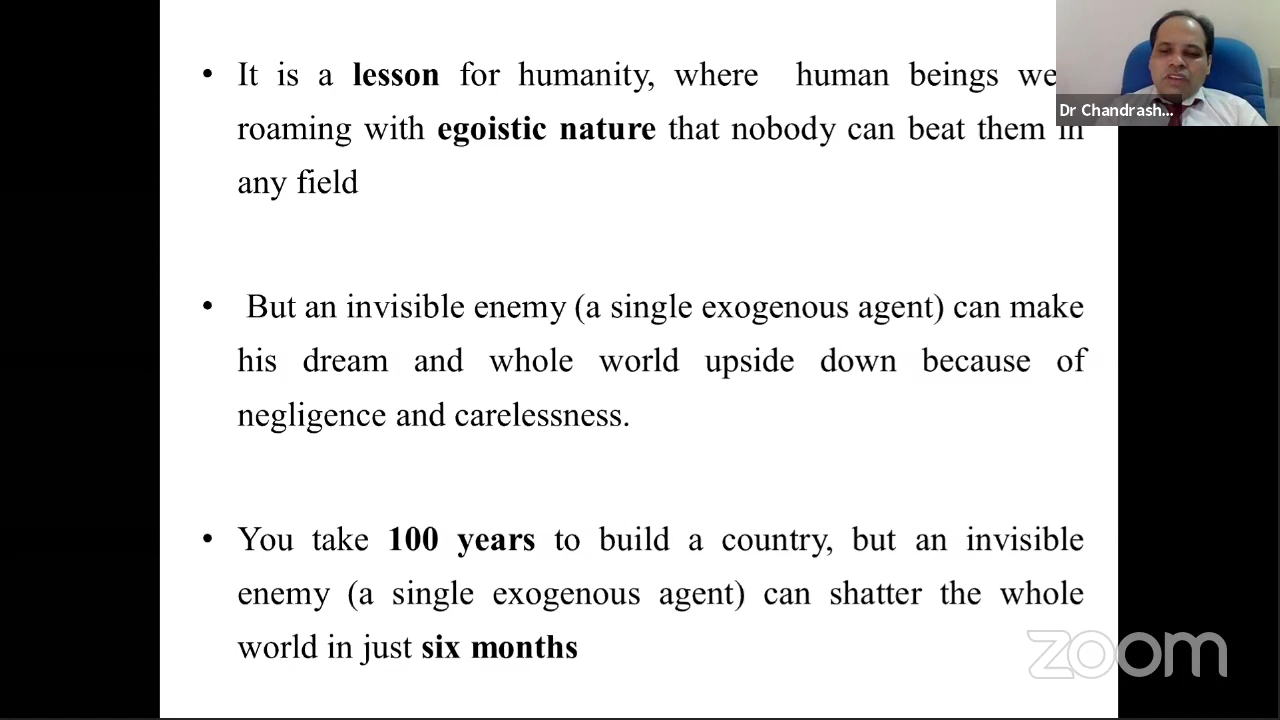 • It is a lesson for humanity, where human beings we
roaming with egoistic nature that nobody can beat them in
any field
• But an invisible enemy (a single exogenous agent) can make
his dream and whole world upside down because of
negligence and carelessness.
• You take 100 years to build a country, but an invisible
enemy (a single exogenous agent) can shatter the whole
world in just six months
Dr Chandrash...
zoom